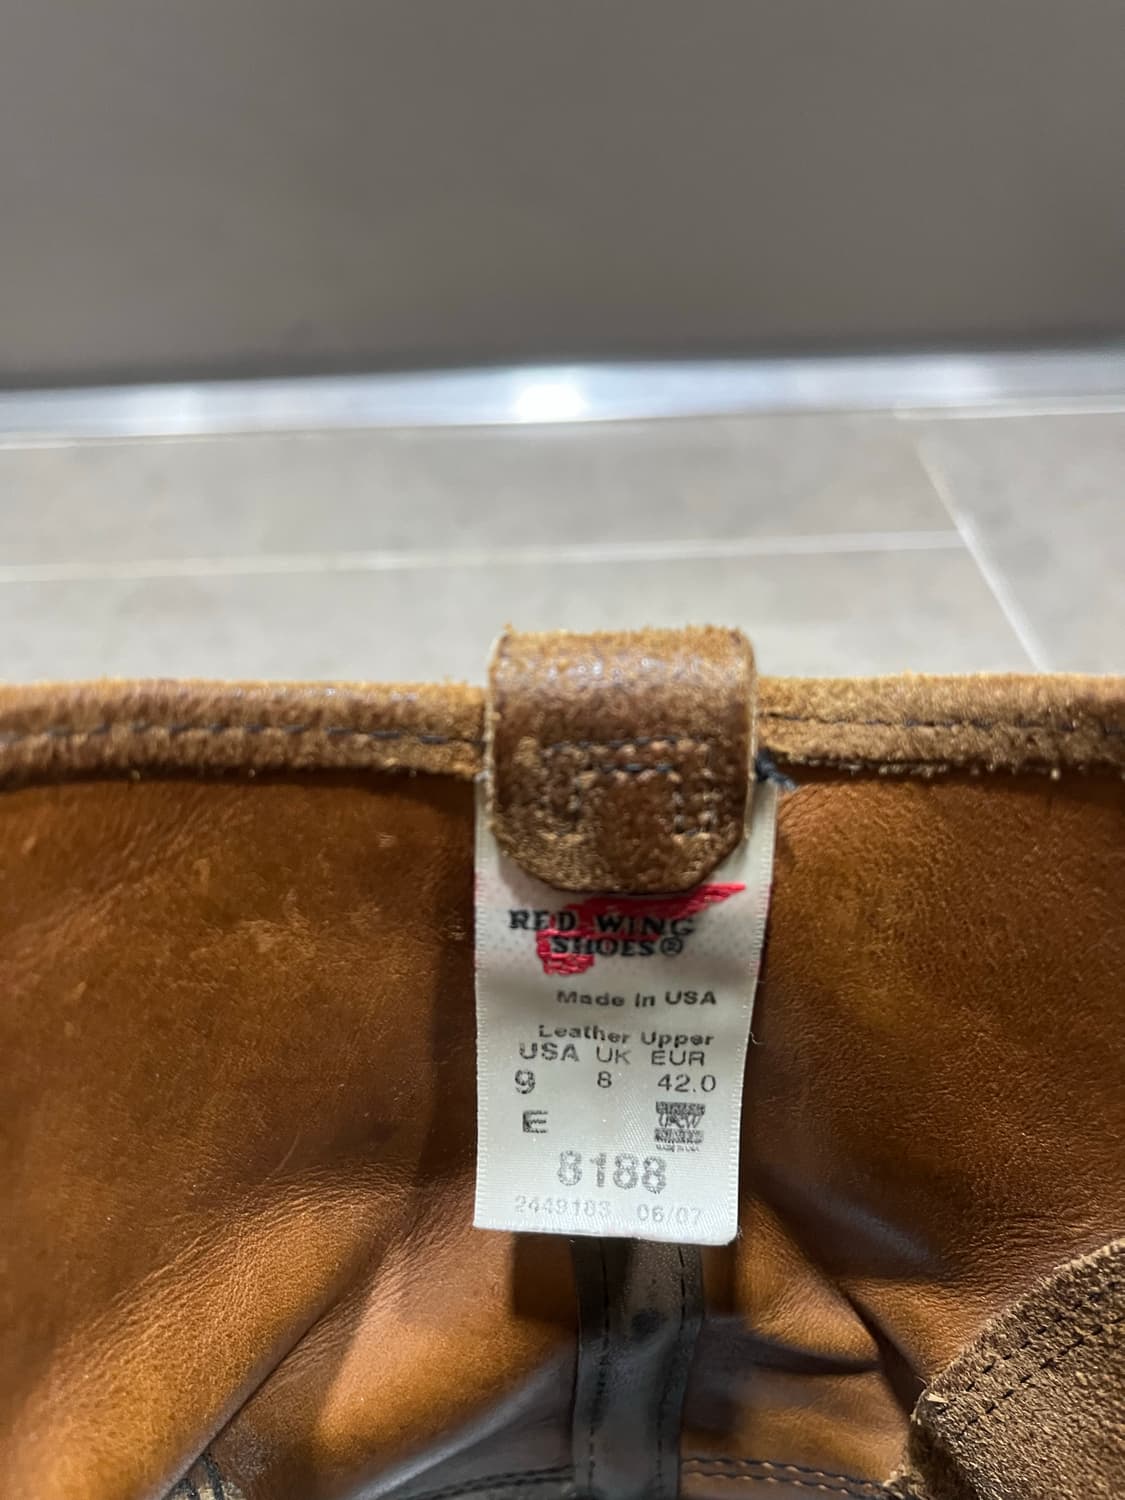 RED WING
SHOES®
Made in USA
Leather Upper
USA UK EUR
9 8 42.0
E
UFCW
8188
2449183 06/07